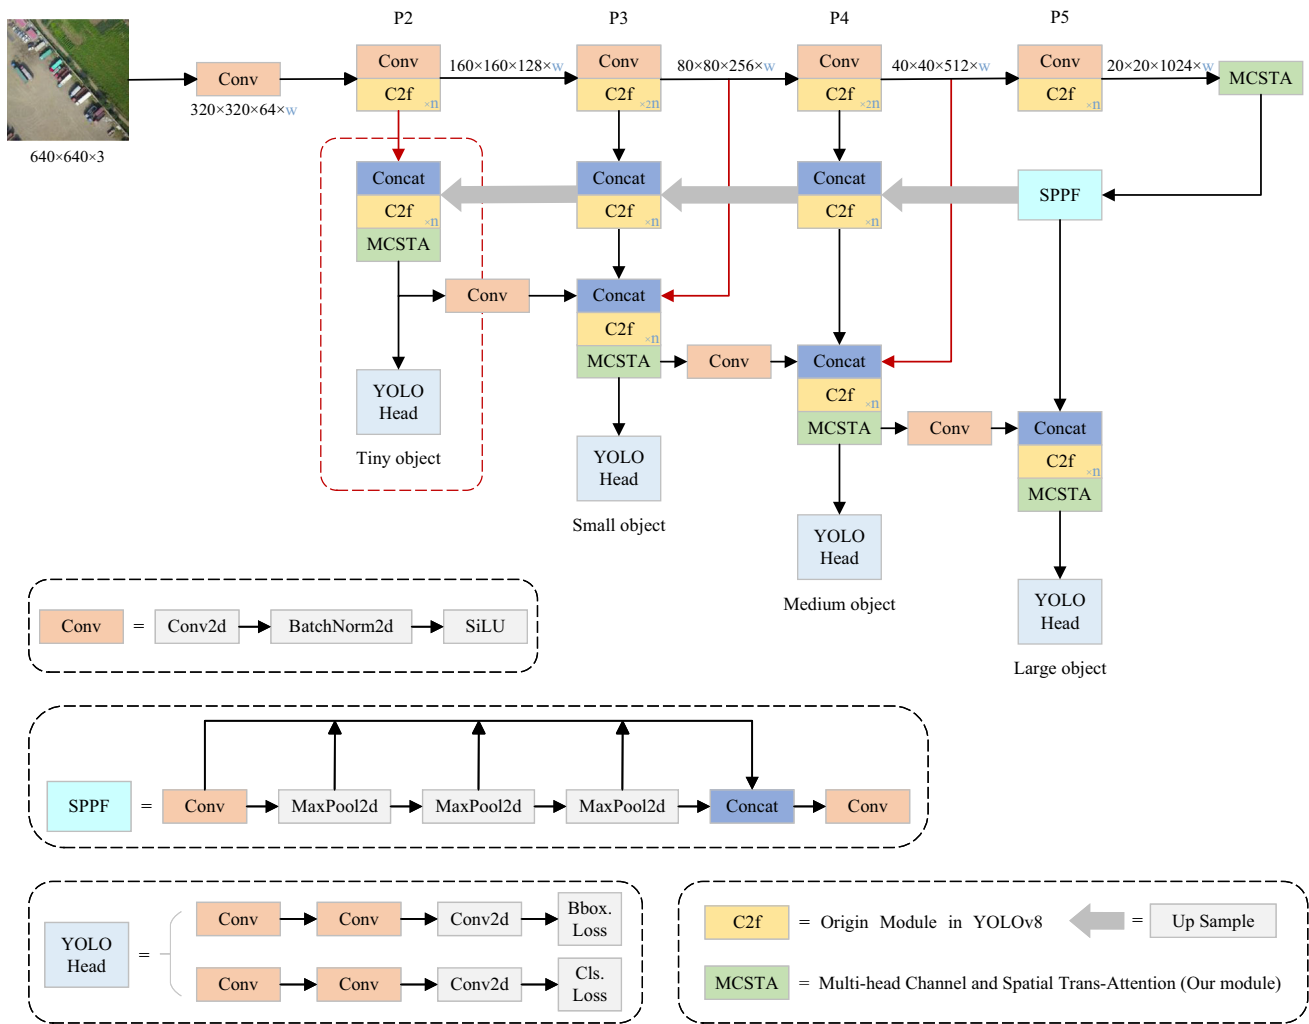 P2 P3 P4 P5
Conv
320×320×64×w
640×640×3
Conv
C2f ×n
160×160×128×w
Conv
C2f ×2n
80×80×256×w
Conv
C2f ×2n
40×40×512×w
Conv
C2f ×n
20×20×1024×w
MCSTA
Concat
C2f ×n
MCSTA
Concat
C2f ×n
Concat
C2f ×n
SPPF
Conv
Concat
C2f ×n
MCSTA
Conv
Concat
C2f ×n
MCSTA
Conv
Concat
C2f ×n
MCSTA
YOLO
Head
Tiny object
YOLO
Head
Small object
YOLO
Head
Medium object
YOLO
Head
Large object
Conv = Conv2d BatchNorm2d SiLU
SPPF = Conv MaxPool2d MaxPool2d MaxPool2d Concat Conv
YOLO
Head
=
Conv Conv Conv2d Bbox.
Loss
Conv Conv Conv2d Cls.
Loss
C2f = Origin Module in YOLOv8 = Up Sample
MCSTA = Multi-head Channel and Spatial Trans-Attention (Our module)